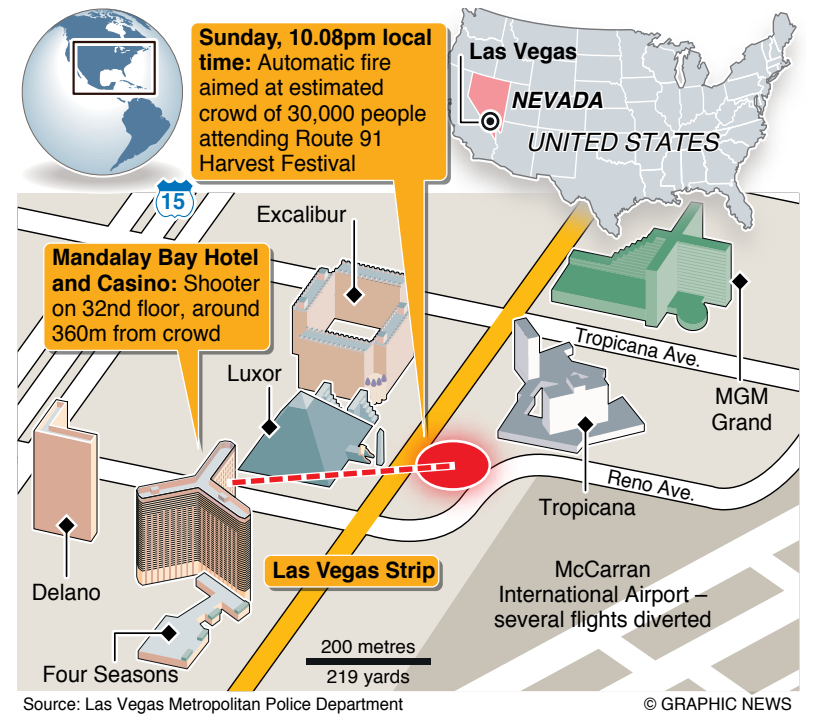 Sunday, 10.08pm local
time: Automatic fire
aimed at estimated
crowd of 30,000 people
attending Route 91
Harvest Festival
Las Vegas
NEVADA
UNITED STATES
15
Excalibur
Mandalay Bay Hotel
and Casino: Shooter
on 32nd floor, around
360m from crowd
Tropicana Ave.
Luxor
MGM
Grand
Reno Ave.
Tropicana
Las Vegas Strip
McCarran
International Airport –
several flights diverted
Delano
Four Seasons
200 metres
219 yards
Source: Las Vegas Metropolitan Police Department
© GRAPHIC NEWS